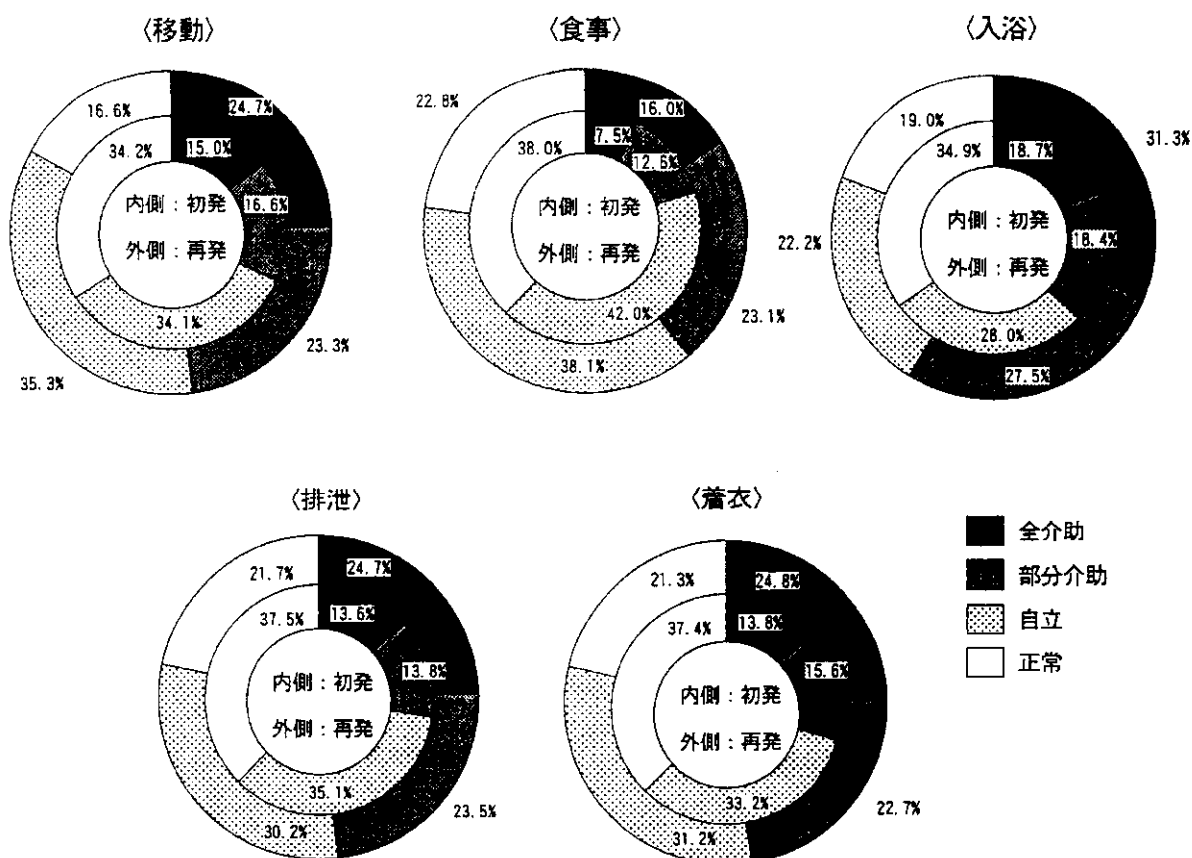 〈移動〉
24.7%
16.6%
34.2%
15.0%
16.6%
内側：初発
外側：再発
34.1%
23.3%
35.3%
〈食事〉
16.0%
22.8%
7.5%
38.0%
12.6%
内側：初発
外側：再発
42.0%
23.1%
38.1%
〈入浴〉
31.3%
19.0%
34.9%
18.7%
内側：初発
18.4%
22.2%
外側：再発
28.0%
27.5%
〈排泄〉
24.7%
21.7%
37.5%
13.6%
13.8%
内側：初発
外側：再発
35.1%
23.5%
30.2%
〈着衣〉
24.8%
21.3%
37.4%
13.8%
15.6%
内側：初発
外側：再発
33.2%
22.7%
31.2%
全介助
部分介助
自立
正常